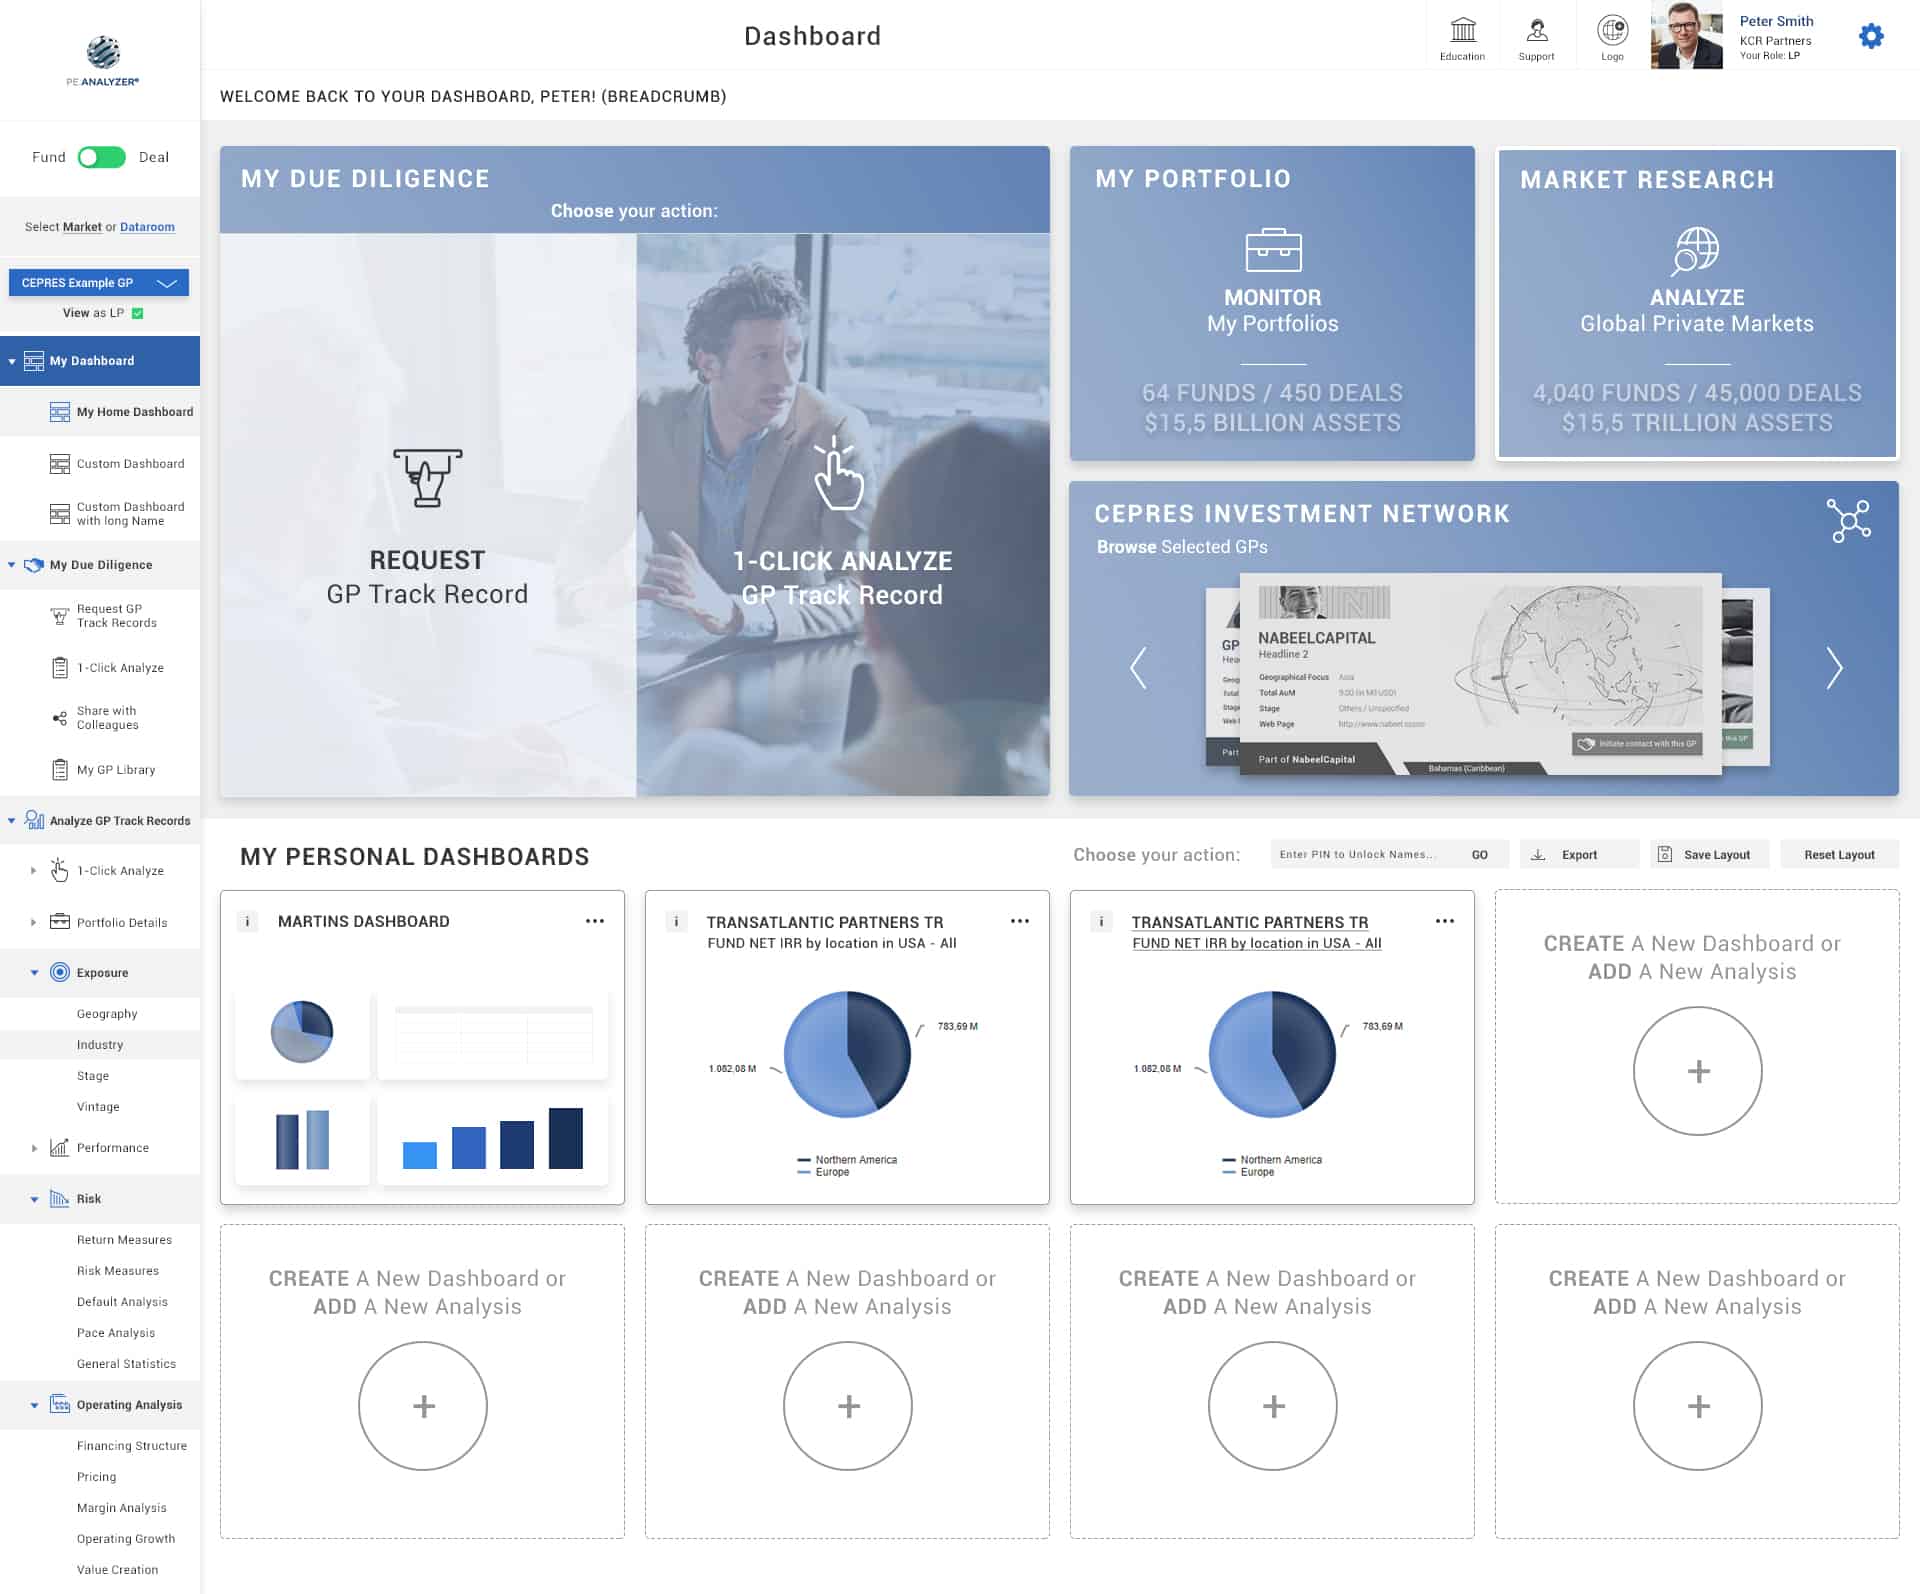 PE.ANALYZER®
Dashboard
Education
Support
Logo
Peter Smith
KCR Partners
Your Role: LP
WELCOME BACK TO YOUR DASHBOARD, PETER! (BREADCRUMB)
Fund
Deal
Select Market or Dataroom
CEPRES Example GP
View as LP
My Dashboard
My Home Dashboard
Custom Dashboard
Custom Dashboard
with long Name
My Due Diligence
Request GP
Track Records
1-Click Analyze
Share with
Colleagues
My GP Library
Analyze GP Track Records
1-Click Analyze
Portfolio Details
Exposure
Geography
Industry
Stage
Vintage
Performance
Risk
Return Measures
Risk Measures
Default Analysis
Pace Analysis
General Statistics
Operating Analysis
Financing Structure
Pricing
Margin Analysis
Operating Growth
Value Creation
MY DUE DILIGENCE
Choose your action:
REQUEST
GP Track Record
1-CLICK ANALYZE
GP Track Record
MY PORTFOLIO
MONITOR
My Portfolios
64 FUNDS / 450 DEALS
$15,5 BILLION ASSETS
MARKET RESEARCH
ANALYZE
Global Private Markets
4,040 FUNDS / 45,000 DEALS
$15,5 TRILLION ASSETS
CEPRES INVESTMENT NETWORK
Browse Selected GPs
GP
NABEELCAPITAL
Headline 2
Geographical Focus Asia
Total AuM 9.00 (in M0 USD)
Stage Others / Unspecified
Web Page
Initiate contact with this GP
this GP
Part
Part of NabeelCapital
Bahamas (Caribbean)
MY PERSONAL DASHBOARDS
Choose your action:
Enter PIN to Unlock Names...
GO
Export
Save Layout
Reset Layout
i
MARTINS DASHBOARD
...
i
TRANSATLANTIC PARTNERS TR
...
FUND NET IRR by location in USA - All
783,69 M
1.082,08 M
Northern America
Europe
i
TRANSATLANTIC PARTNERS TR
...
FUND NET IRR by location in USA - All
783,69 M
1.082,08 M
Northern America
Europe
CREATE A New Dashboard or
ADD A New Analysis
+
CREATE A New Dashboard or
ADD A New Analysis
+
CREATE A New Dashboard or
ADD A New Analysis
+
CREATE A New Dashboard or
ADD A New Analysis
+
CREATE A New Dashboard or
ADD A New Analysis
+